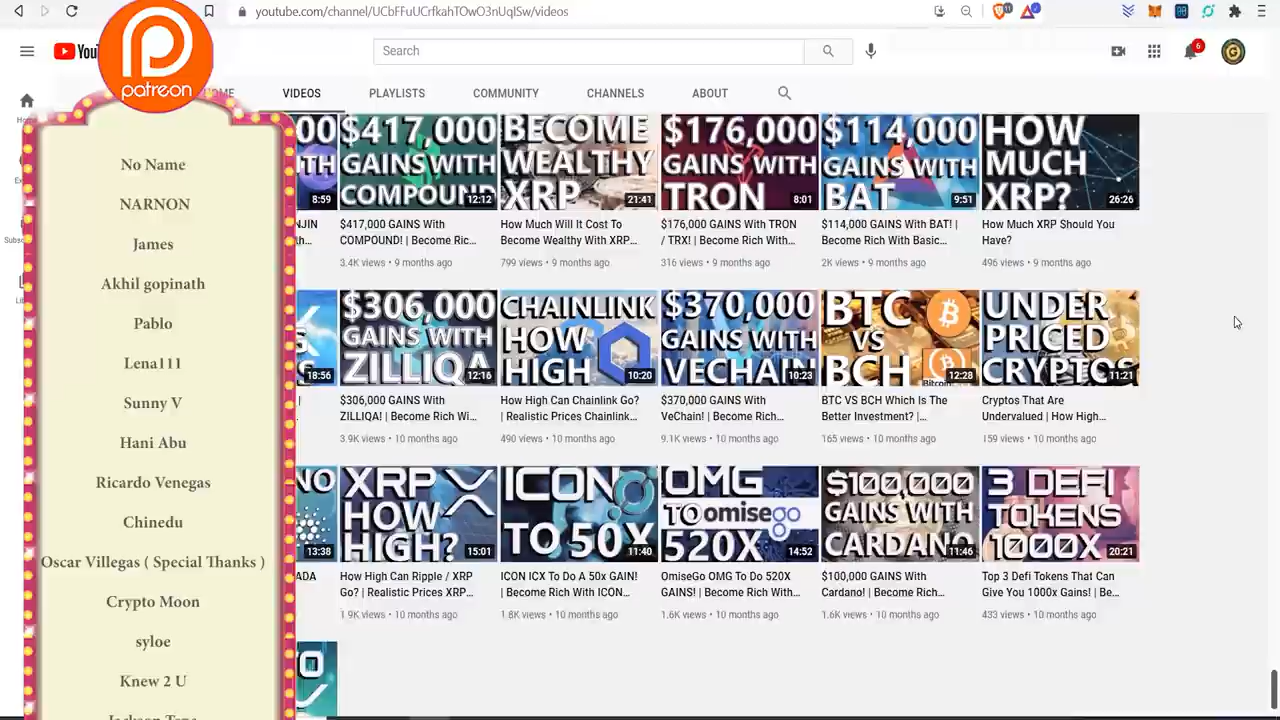 youtube.com/channel/UCbFFuUCrfkahTOwO3nUqISw/videos
11
patreon
You
Search
6
G
HOME
VIDEOS
PLAYLISTS
COMMUNITY
CHANNELS
ABOUT
No Name
NARNON
James
Akhil gopinath
Pablo
Lena111
Sunny V
Hani Abu
Ricardo Venegas
Chinedu
Oscar Villegas ( Special Thanks )
Crypto Moon
syloe
Knew 2 U
8:59
$417,000
GAINS WITH
COMPOUND
12:12
BECOME
WEALTHY
XRP
21:41
$176,000
GAINS WITH
TRON
8:01
$114,000
GAINS WITH
BAT
9:51
HOW
MUCH
XRP?
26:26
$417,000 GAINS With
COMPOUND! | Become Ric...
3.4K views • 9 months ago
How Much Will It Cost To
Become Wealthy With XRP...
799 views • 9 months ago
$176,000 GAINS With TRON
/ TRX! | Become Rich With...
316 views • 9 months ago
$114,000 GAINS With BAT! |
Become Rich With Basic...
2K views • 9 months ago
How Much XRP Should You
Have?
496 views • 9 months ago
18:56
$306,000
GAINS WITH
ZILLIQA
12:16
CHAINLINK
HOW
HIGH
10:20
$370,000
GAINS WITH
VECHAIN
10:23
BTC
VS
BCH
Bitcoin
12:28
UNDER
PRICED
CRYPTOS
11:21
$306,000 GAINS With
ZILLIQA! | Become Rich Wi...
3.9K views • 10 months ago
How High Can Chainlink Go?
| Realistic Prices Chainlink...
490 views • 10 months ago
$370,000 GAINS With
VeChain! | Become Rich...
9.1K views • 10 months ago
BTC VS BCH Which Is The
Better Investment? |...
165 views • 10 months ago
Cryptos That Are
Undervalued | How High...
159 views • 10 months ago
13:38
XRP
HOW
HIGH?
15:01
ICON
TO 50X
11:40
OMG
TO omisego
520X
14:52
$100,000
GAINS WITH
CARDANO
11:46
3 DEFI
TOKENS
1000X
20:21
ADA
How High Can Ripple / XRP
Go? | Realistic Prices XRP...
1.9K views • 10 months ago
ICON ICX To Do A 50x GAIN!
| Become Rich With ICON...
1.8K views • 10 months ago
OmiseGo OMG To Do 520X
GAINS! | Become Rich With...
1.6K views • 10 months ago
$100,000 GAINS With
Cardano! | Become Rich...
1.6K views • 10 months ago
Top 3 Defi Tokens That Can
Give You 1000x Gains! | Be...
433 views • 10 months ago